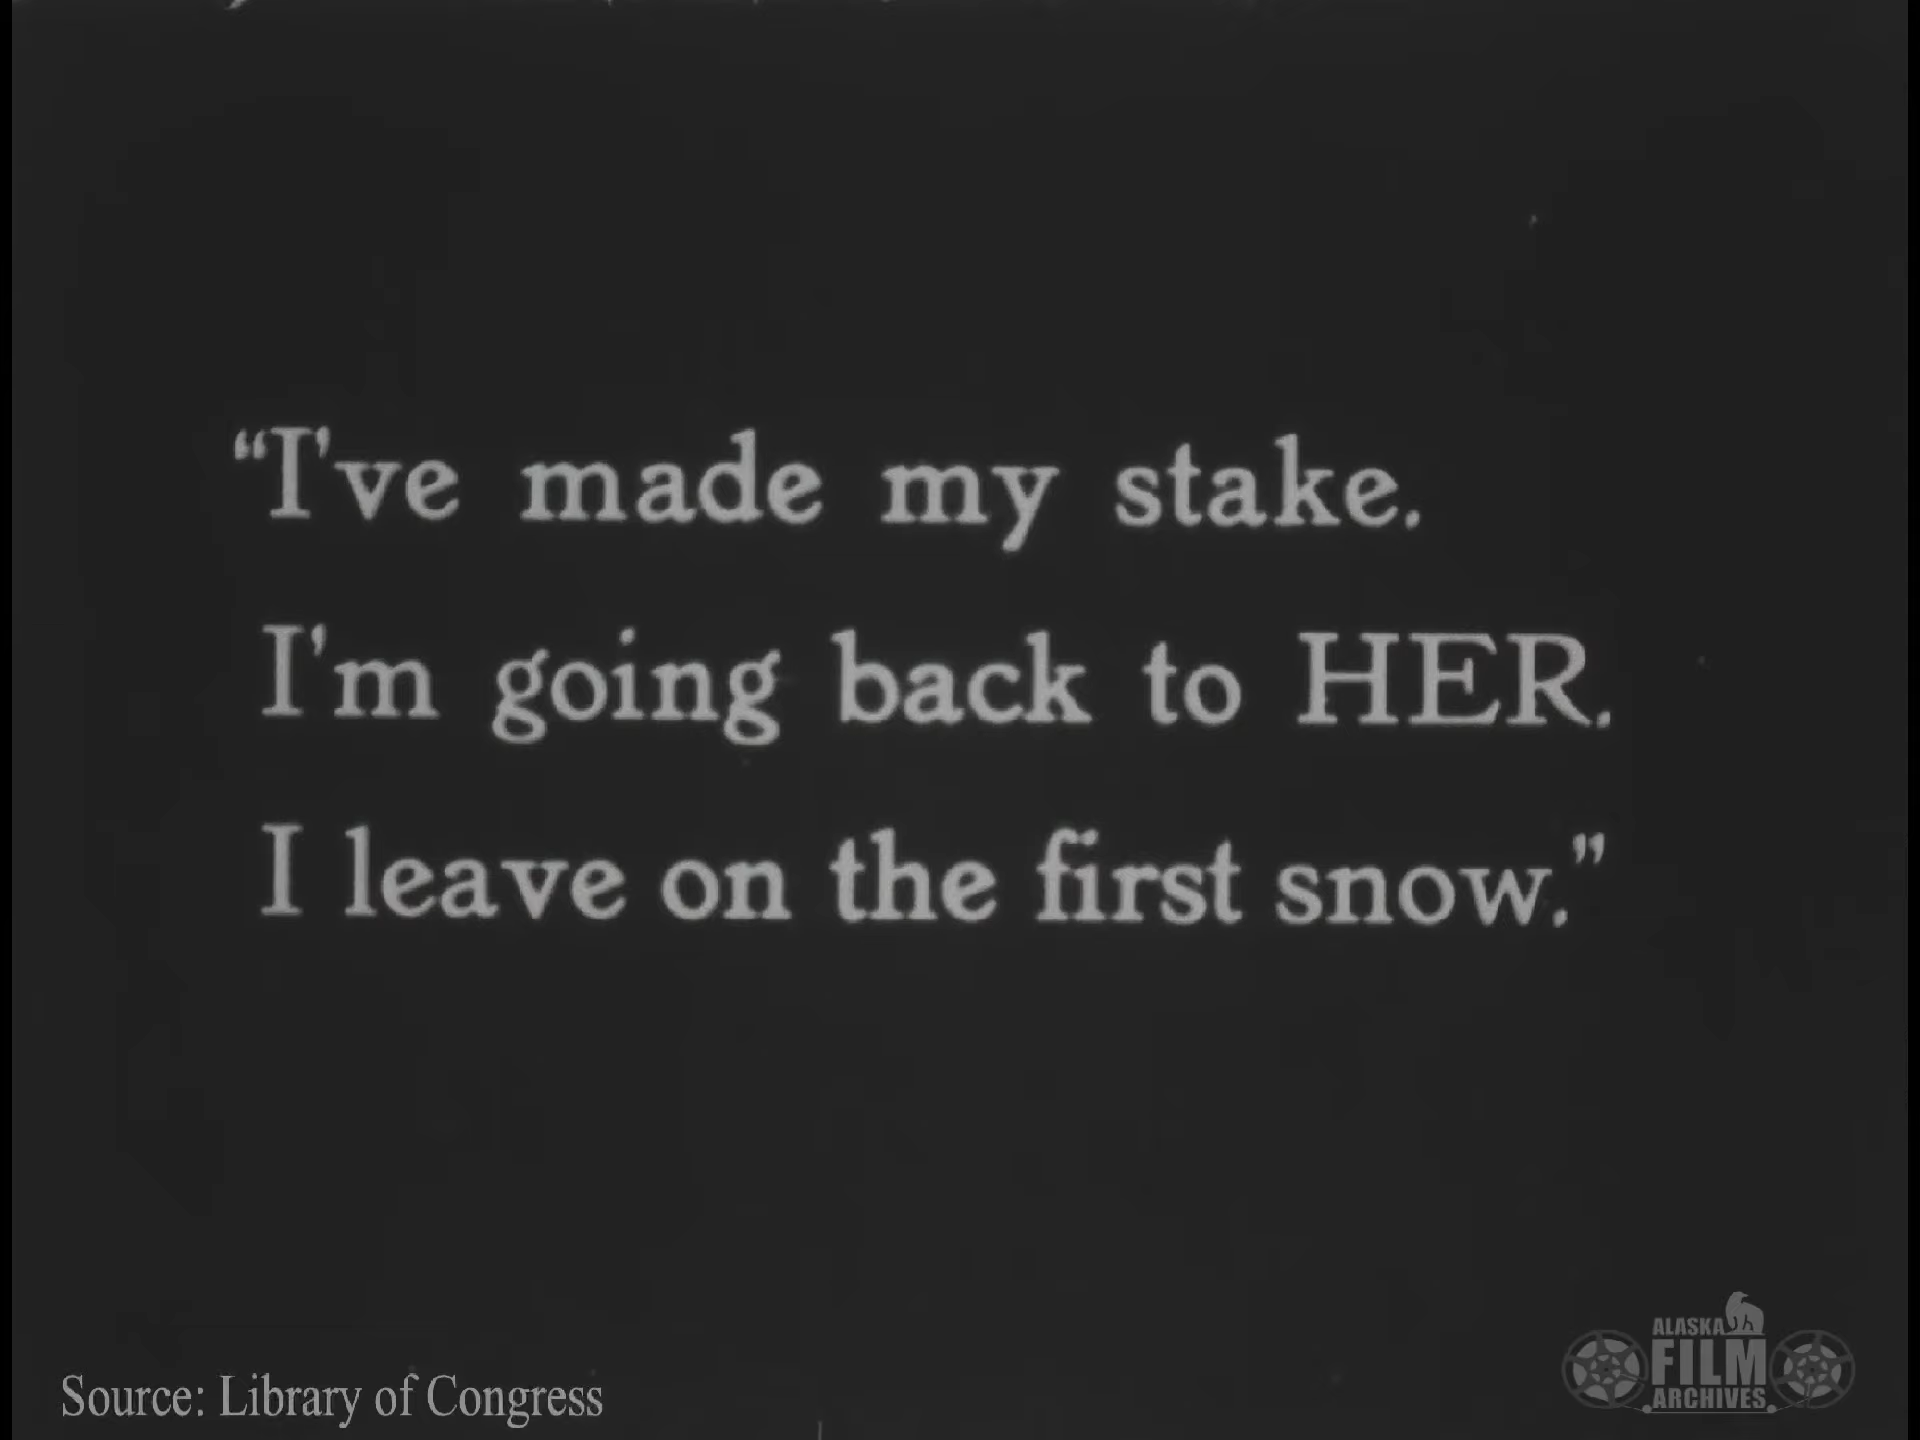 “I've made my stake.
I'm going back to HER.
I leave on the first snow.”
Source: Library of Congress
ALASKA
FILM
ARCHIVES